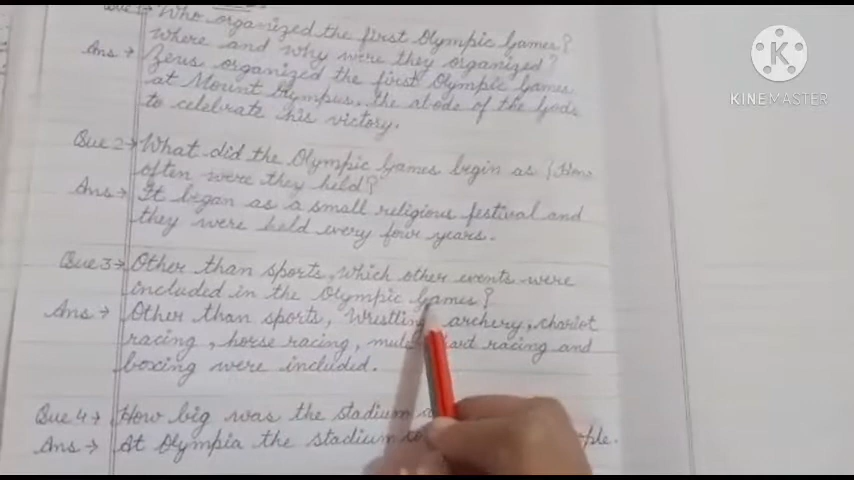 Que 1→ Who organized the first Olympic Games?
Where and why were they organized?
Ans → Zeus organized the first Olympic Games
at Mount Olympus, the abode of the Gods
to celebrate his victory.
Que 2→ What did the Olympic Games begin as ? How
often were they held?
Ans → It began as a small religious festival and
they were held every four years.
Que 3→ Other than sports, which other events were
included in the Olympic Games?
Ans → Other than sports, Wrestling archery, chariot
racing, horse racing, mule cart racing and
boxing were included.
Que 4→ How big was the stadium
Ans → At Olympia the stadium
KINEMASTER